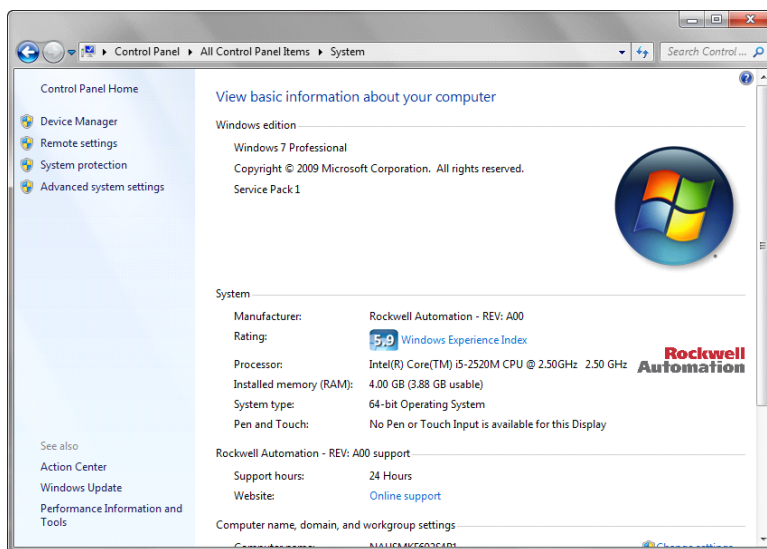 Control Panel ▸ All Control Panel Items ▸ System
Search Control ...
Control Panel Home
Device Manager
Remote settings
System protection
Advanced system settings
See also
Action Center
Windows Update
Performance Information and
Tools
View basic information about your computer
Windows edition
Windows 7 Professional
Copyright © 2009 Microsoft Corporation. All rights reserved.
Service Pack 1
System
Manufacturer: Rockwell Automation - REV: A00
Rating: 5,9 Windows Experience Index
Processor: Intel(R) Core(TM) i5-2520M CPU @ 2.50GHz 2.50 GHz
Installed memory (RAM): 4.00 GB (3.88 GB usable)
System type: 64-bit Operating System
Pen and Touch: No Pen or Touch Input is available for this Display
Rockwell
Automation
Rockwell Automation - REV: A00 support
Support hours: 24 Hours
Website: Online support
Computer name, domain, and workgroup settings
Computer name:
Change settings